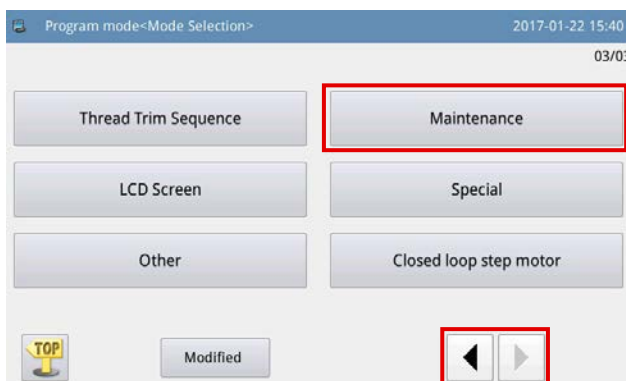 Program mode<Mode Selection>
2017-01-22 15:40
03/03
Thread Trim Sequence
Maintenance
LCD Screen
Special
Other
Closed loop step motor
TOP
Modified